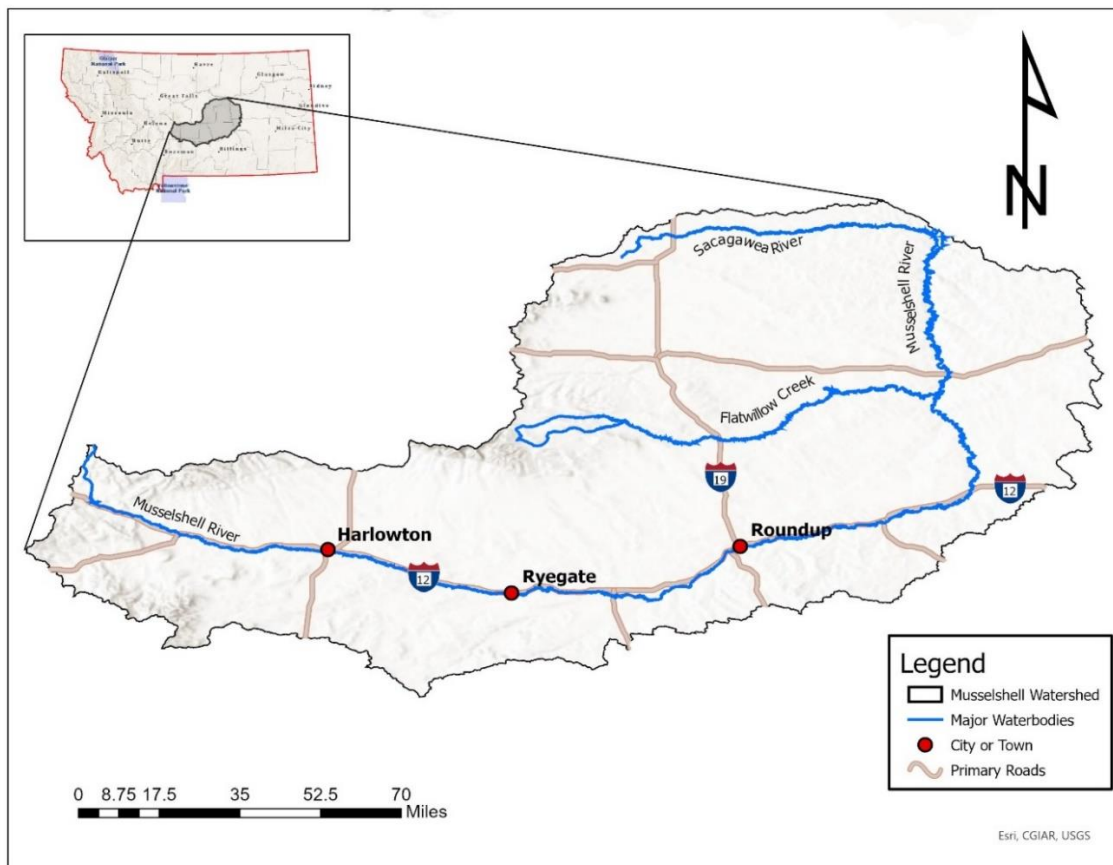 Glacier
National Park
Kalispell
Havre
Glasgow
Sidney
Great Falls
Glendive
Missoula
Helena
Miles City
Butte
Bozeman
Billings
Yellowstone
National Park
N
Sacagawea River
Musselshell River
Flatwillow Creek
19
12
Musselshell River
Harlowton
Roundup
12
Ryegate
Legend
Musselshell Watershed
Major Waterbodies
City or Town
Primary Roads
0 8.75 17.5 35 52.5 70
Miles
Esri, CGIAR, USGS